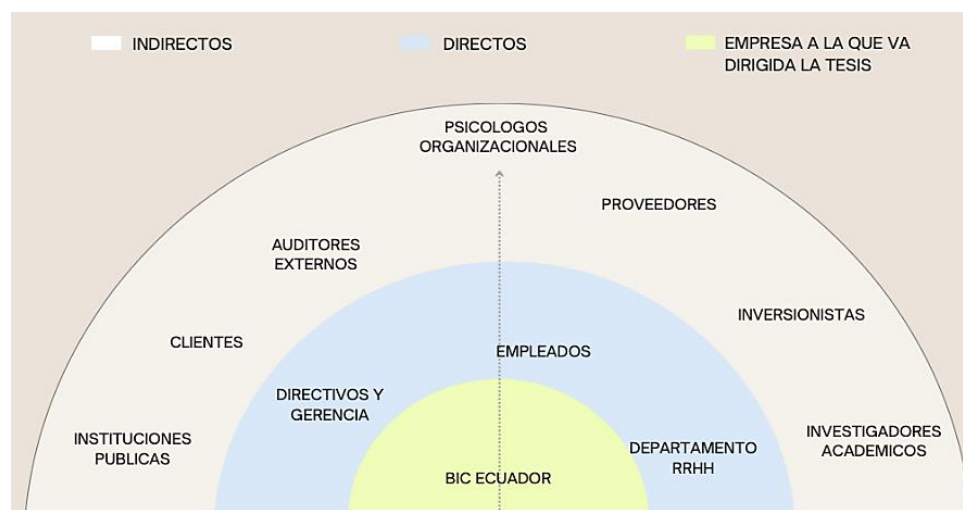 INDIRECTOS
DIRECTOS
EMPRESA A LA QUE VA
DIRIGIDA LA TESIS
PSICOLOGOS
ORGANIZACIONALES
PROVEEDORES
AUDITORES
EXTERNOS
INVERSIONISTAS
CLIENTES
EMPLEADOS
DIRECTIVOS Y
GERENCIA
INSTITUCIONES
PUBLICAS
DEPARTAMENTO
RRHH
INVESTIGADORES
ACADEMICOS
BIC ECUADOR